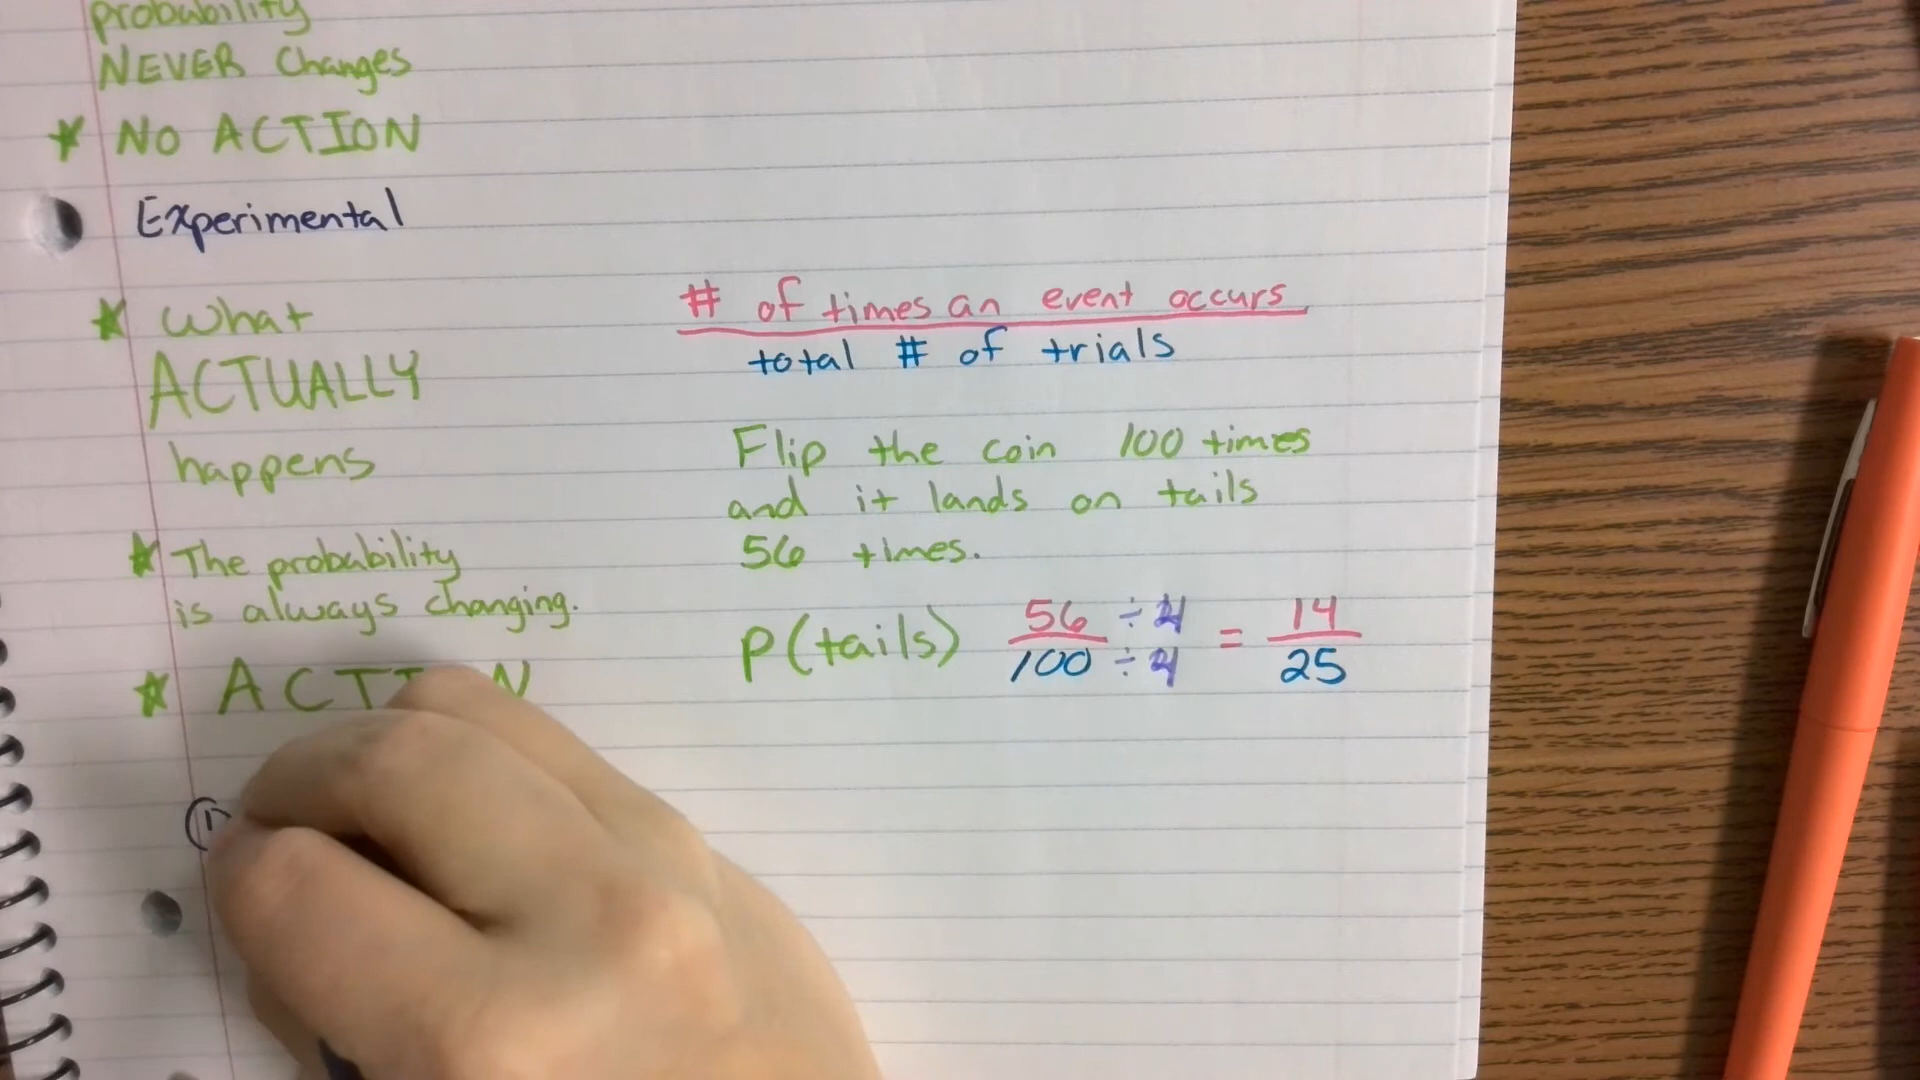 probability
NEVER Changes
* NO ACTION
Experimental
* What
ACTUALLY
happens
* The probability
is always changing.
* ACTION
# of times an event occurs
total # of trials
Flip the coin 100 times
and it lands on tails
56 times.
P(tails) 56/100 ÷4/÷4 = 14/25
①